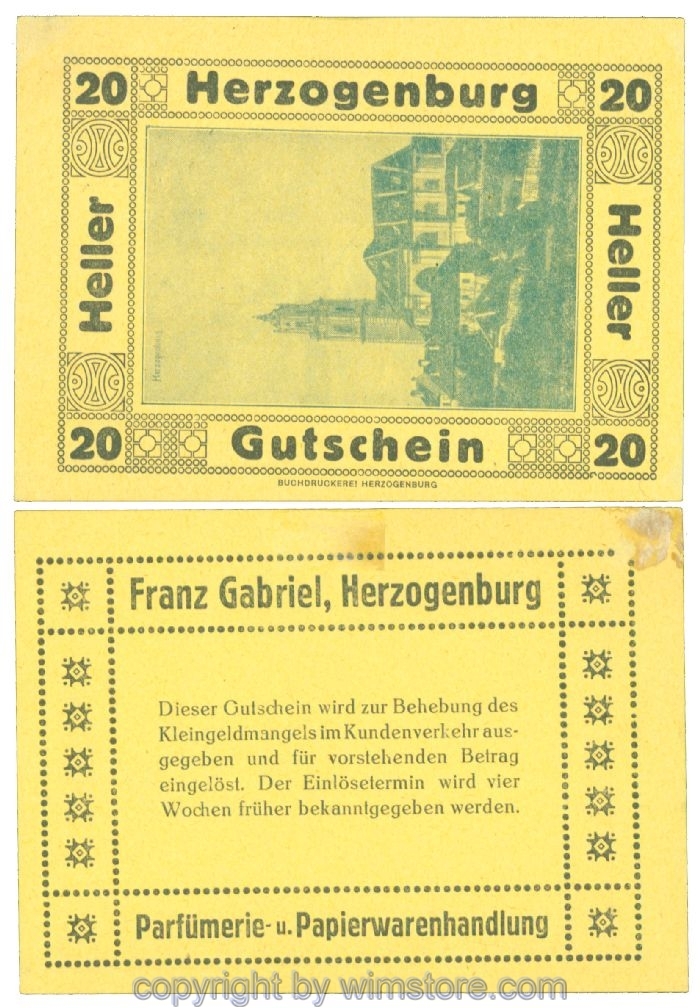 20 Herzogenburg 20
Heller
Heller
Herzogenburg
20 Gutschein 20
BUCHDRUCKEREI HERZOGENBURG
Franz Gabriel, Herzogenburg
Dieser Gutschein wird zur Behebung des
Kleingeldmangels im Kundenverkehr aus-
gegeben und für vorstehenden Betrag
eingelöst. Der Einlösetermin wird vier
Wochen früher bekanntgegeben werden.
Parfümerie- u. Papierwarenhandlung
copyright by wimstore.com